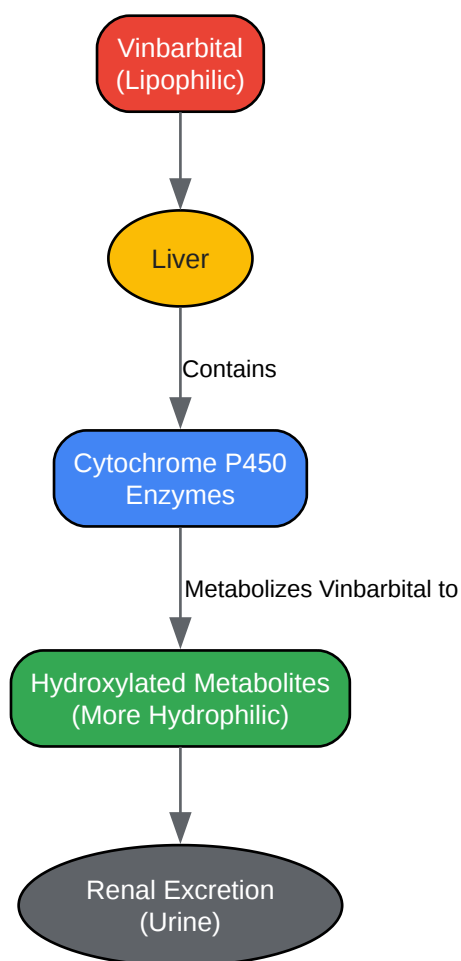 Vinbarbital
(Lipophilic)
Liver
Contains
Cytochrome P450
Enzymes
Metabolizes Vinbarbital to
Hydroxylated Metabolites
(More Hydrophilic)
Renal Excretion
(Urine)